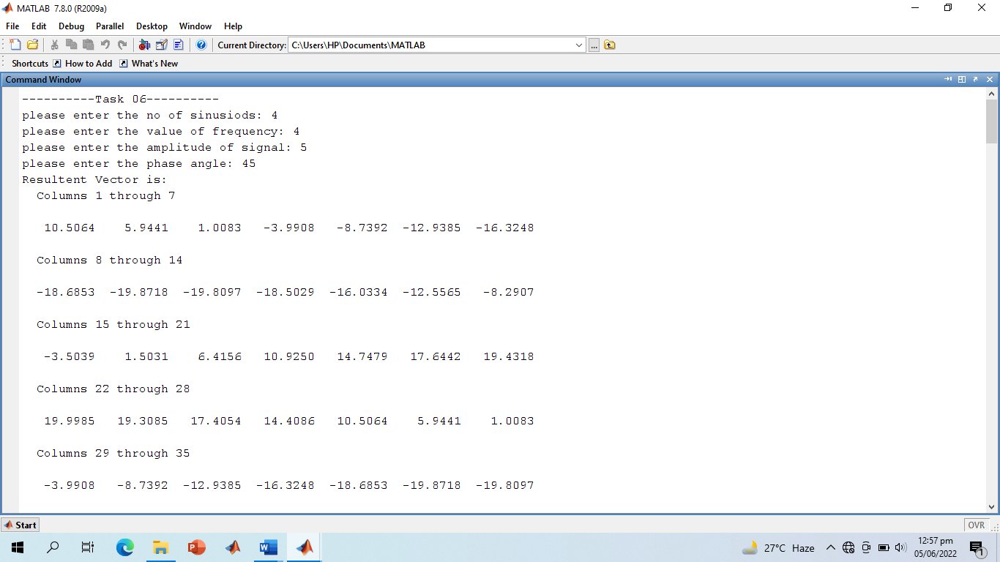 MATLAB 7.8.0 (R2009a)
File Edit Debug Parallel Desktop Window Help
Current Directory: C:\Users\HP\Documents\MATLAB ...
Shortcuts How to Add What's New
Command Window
----------Task 06----------
please enter the no of sinusiods: 4
please enter the value of frequency: 4
please enter the amplitude of signal: 5
please enter the phase angle: 45
Resultent Vector is:
Columns 1 through 7
10.5064 5.9441 1.0083 -3.9908 -8.7392 -12.9385 -16.3248
Columns 8 through 14
-18.6853 -19.8718 -19.8097 -18.5029 -16.0334 -12.5565 -8.2907
Columns 15 through 21
-3.5039 1.5031 6.4156 10.9250 14.7479 17.6442 19.4318
Columns 22 through 28
19.9985 19.3085 17.4054 14.4086 10.5064 5.9441 1.0083
Columns 29 through 35
-3.9908 -8.7392 -12.9385 -16.3248 -18.6853 -19.8718 -19.8097
Start OVR
27°C Haze 12:57 pm
05/06/2022 1